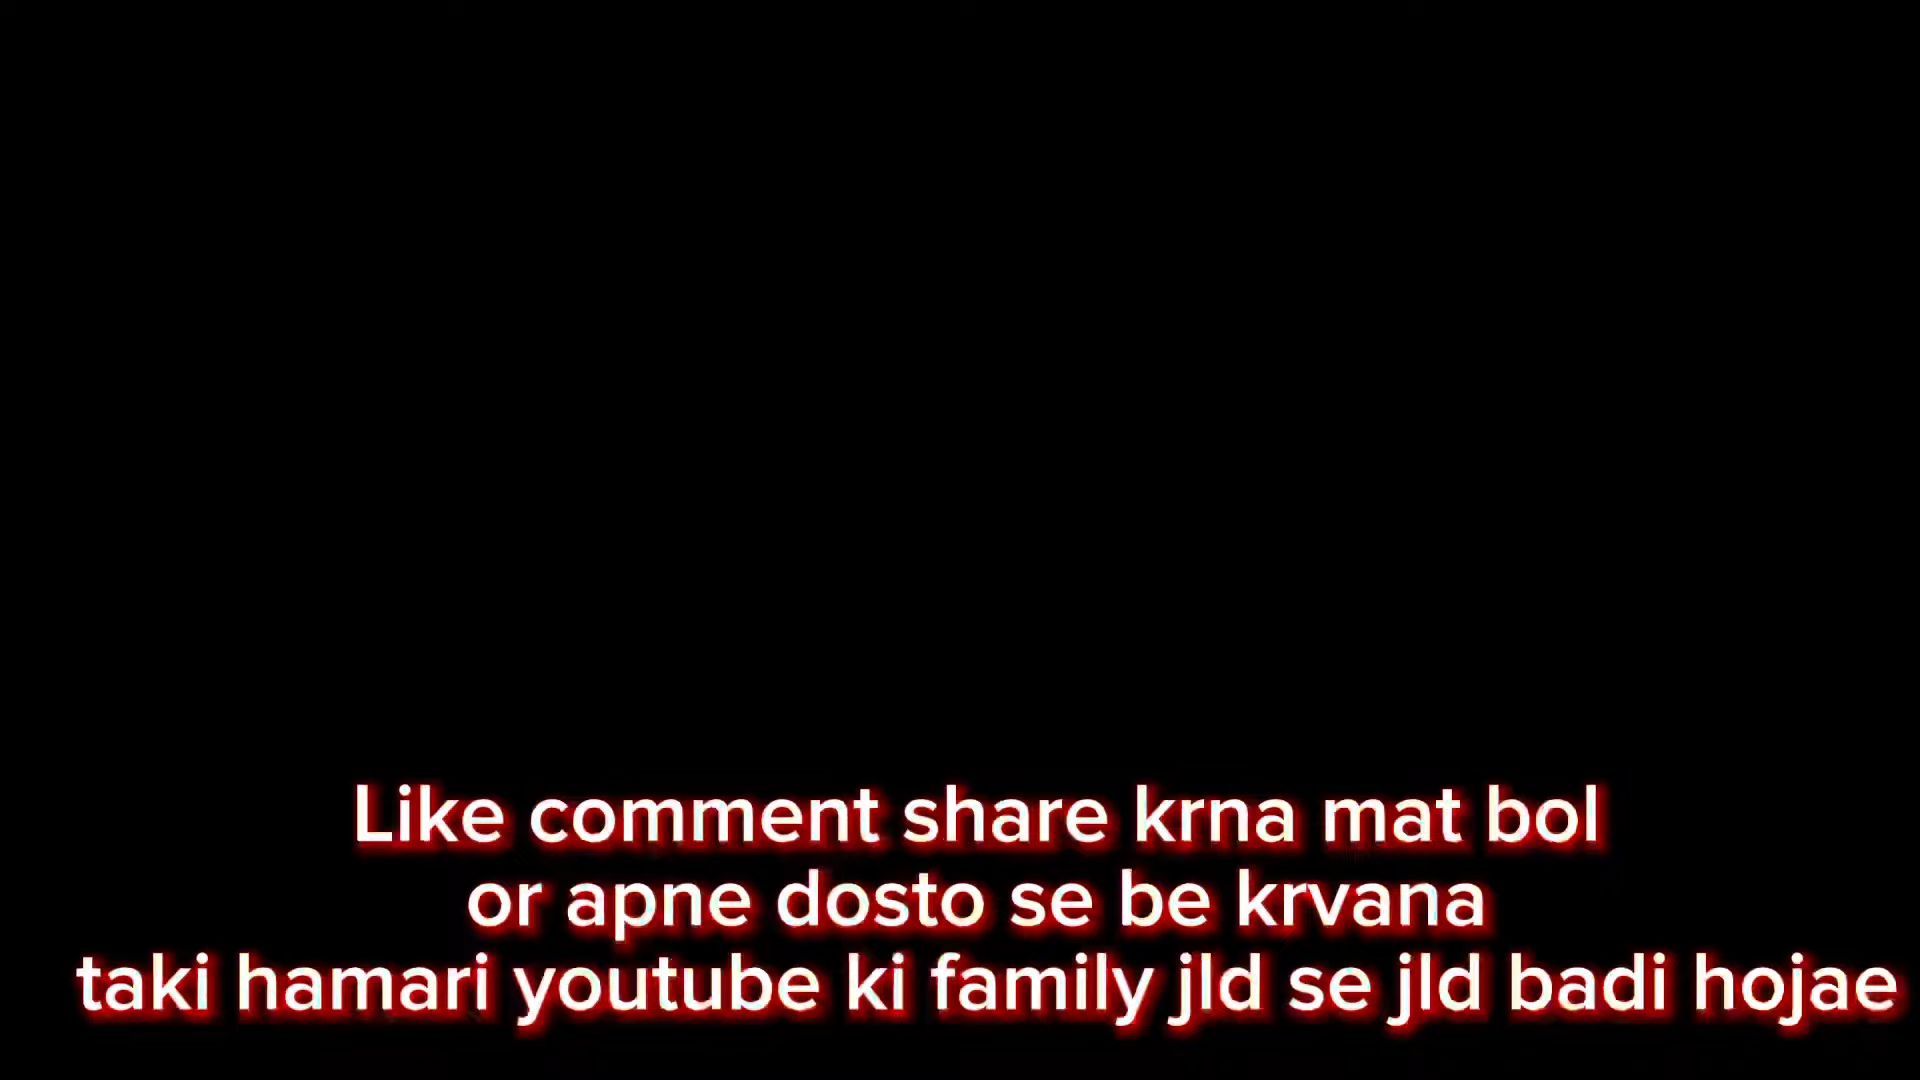 Like comment share krna mat bol
or apne dosto se be krvana
taki hamari youtube ki family jld se jld badi hojae